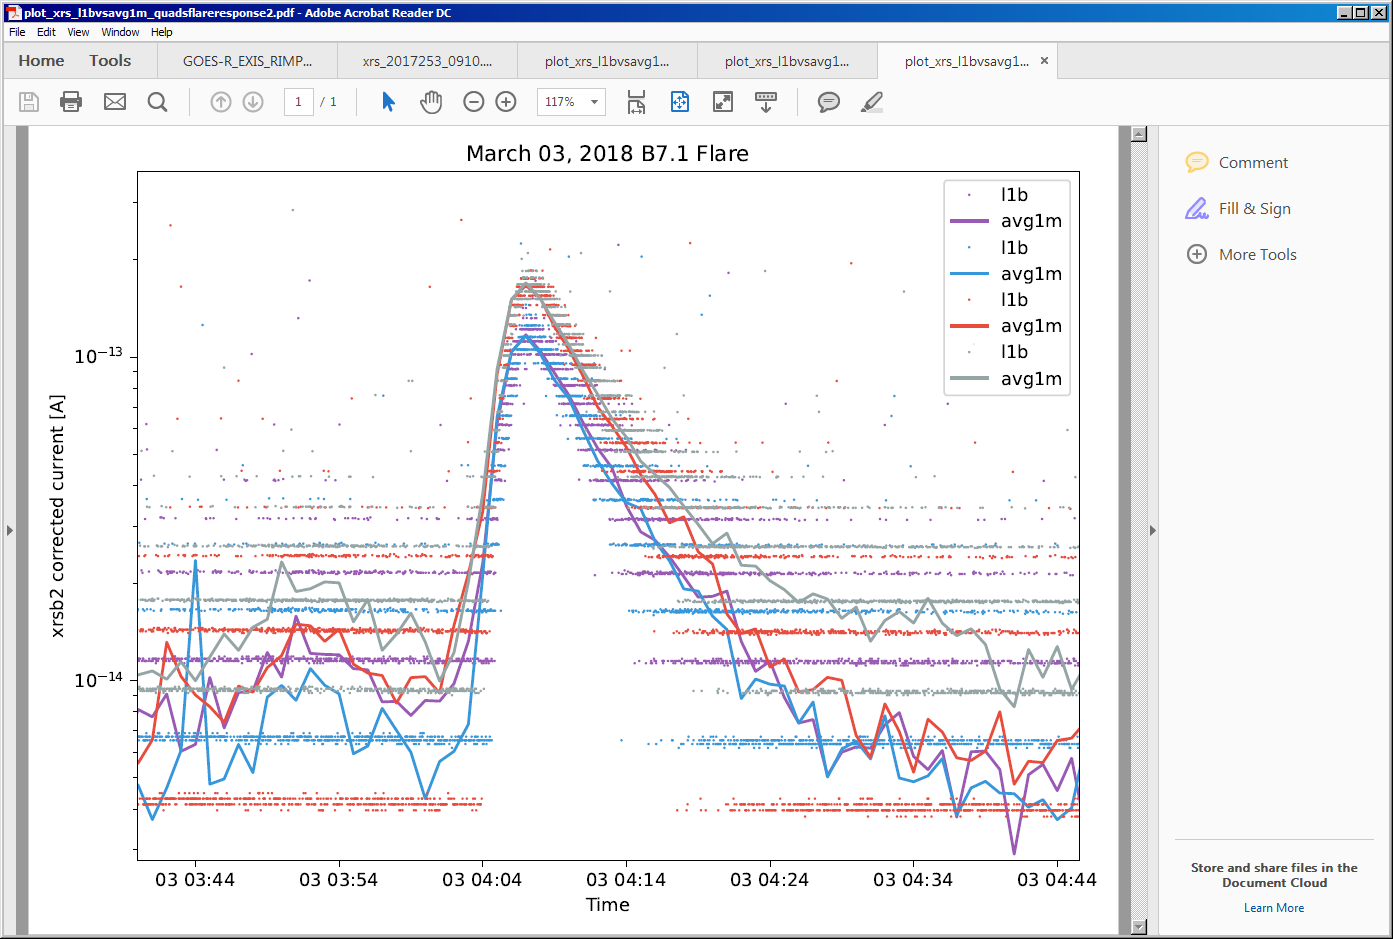 plot_xrs_l1bvsavg1m_quadsflareresponse2.pdf - Adobe Acrobat Reader DC
File Edit View Window Help
Home Tools GOES-R_EXIS_RIMP... xrs_2017253_0910.... plot_xrs_l1bvsavg1... plot_xrs_l1bvsavg1... plot_xrs_l1bvsavg1... ×
1 / 1 117%
March 03, 2018 B7.1 Flare
l1b
avg1m
l1b
avg1m
l1b
avg1m
l1b
avg1m
10⁻¹³
10⁻¹⁴
xrsb2 corrected current [A]
03 03:44 03 03:54 03 04:04 03 04:14 03 04:24 03 04:34 03 04:44
Time
Comment
Fill & Sign
More Tools
Store and share files in the
Document Cloud
Learn More